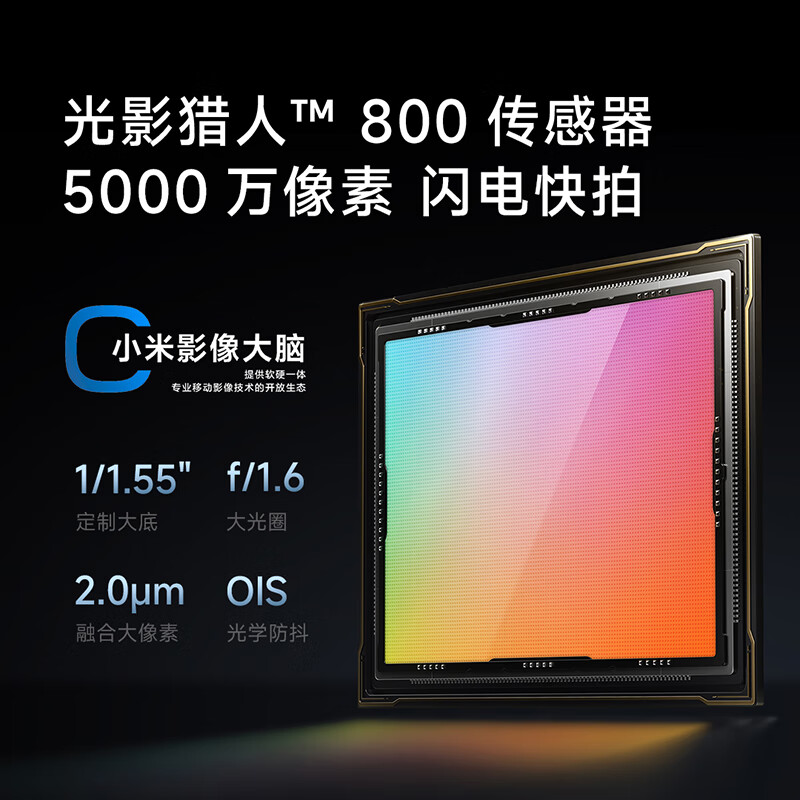 光影猎人™ 800 传感器
5000 万像素 闪电快拍
小米影像大脑
提供软硬一体
专业移动影像技术的开放生态
1/1.55" f/1.6
定制大底 大光圈
2.0μm OIS
融合大像素 光学防抖